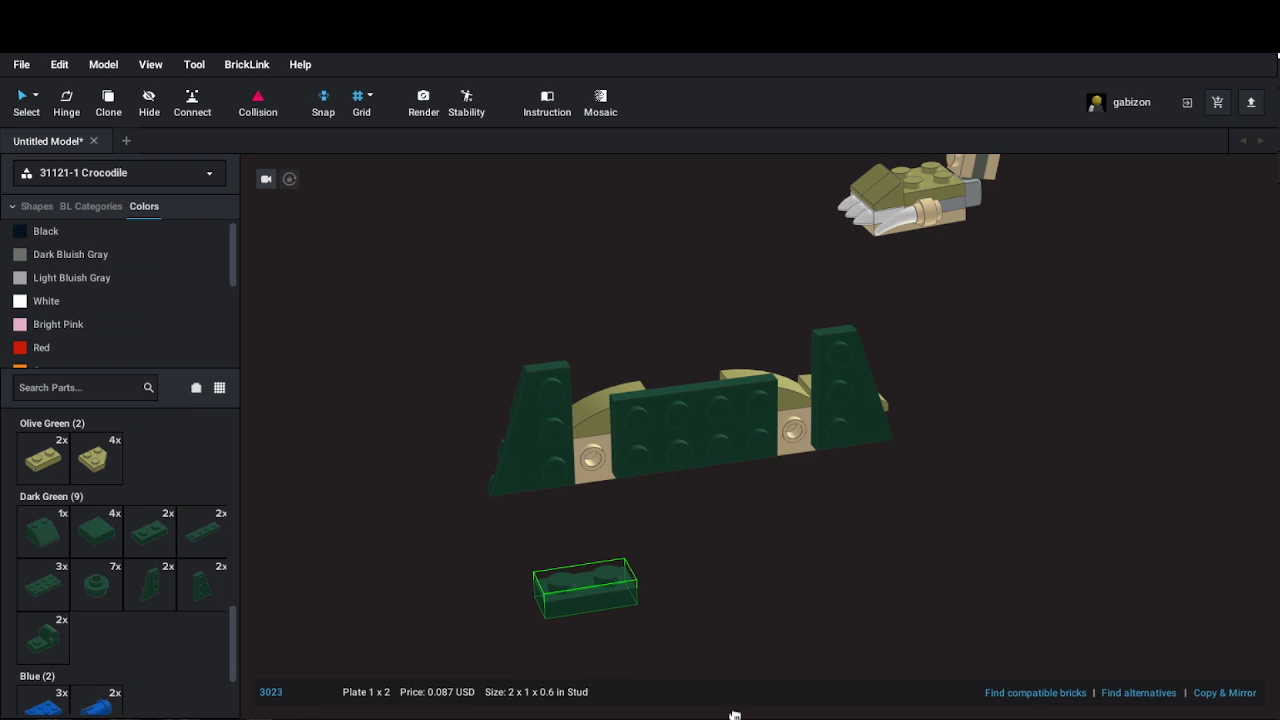 File Edit Model View Tool BrickLink Help
Select Hinge Clone Hide Connect Collision Snap Grid Render Stability Instruction Mosaic
gabizon
Untitled Model*
31121-1 Crocodile
Shapes BL Categories Colors
Black
Dark Bluish Gray
Light Bluish Gray
White
Bright Pink
Red
Search Parts...
Olive Green (2)
2x 4x
Dark Green (9)
1x 4x 2x 2x
3x 7x 2x 2x
2x
Blue (2)
3x 2x
3023 Plate 1 x 2 Price: 0.087 USD Size: 2 x 1 x 0.6 in Stud Find compatible bricks | Find alternatives | Copy & Mirror